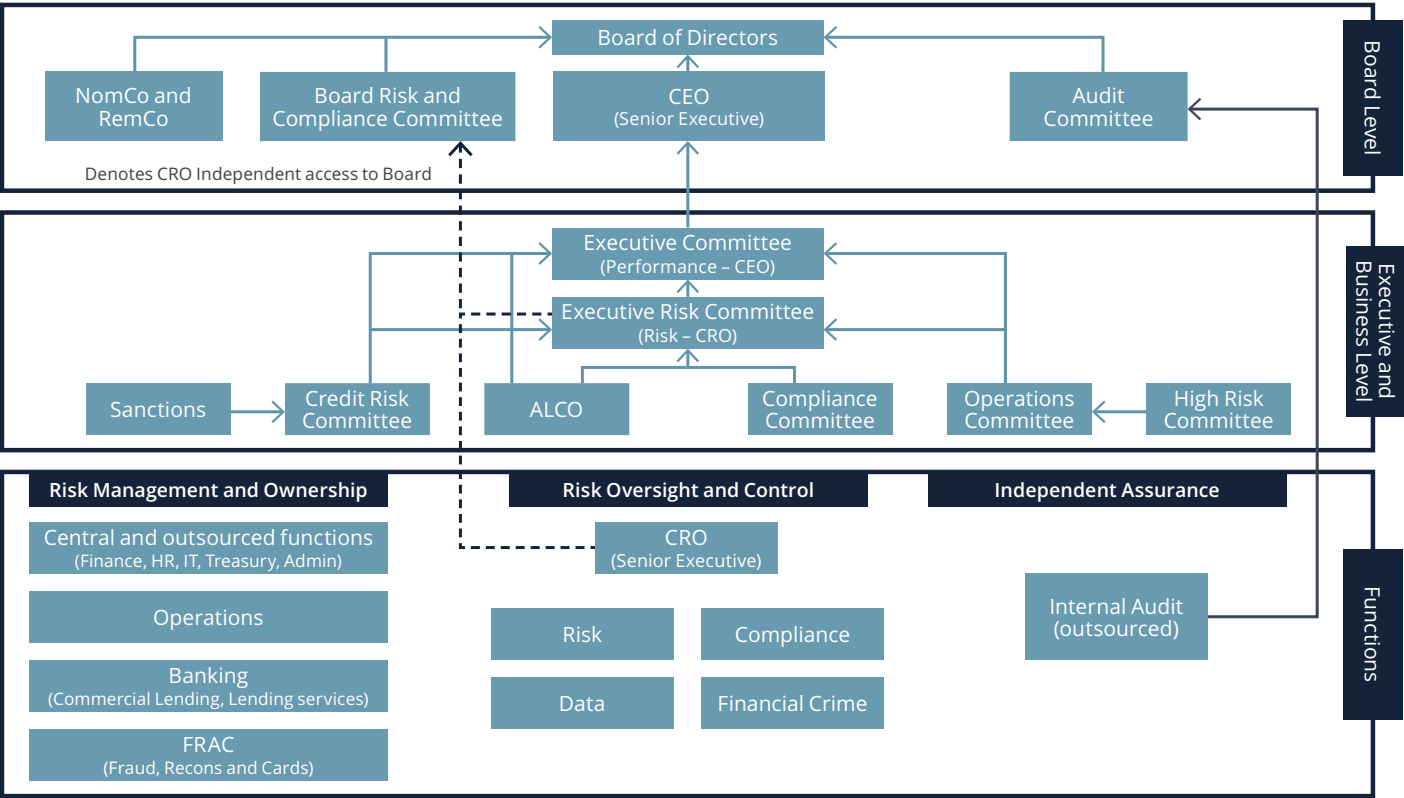 Board of Directors
NomCo and
RemCo
Board Risk and
Compliance Committee
CEO
(Senior Executive)
Audit
Committee
Board Level
Denotes CRO Independent access to Board
Executive Committee
(Performance – CEO)
Executive Risk Committee
(Risk – CRO)
Executive and
Business Level
Sanctions
Credit Risk
Committee
ALCO
Compliance
Committee
Operations
Committee
High Risk
Committee
Risk Management and Ownership
Risk Oversight and Control
Independent Assurance
Central and outsourced functions
(Finance, HR, IT, Treasury, Admin)
Operations
Banking
(Commercial Lending, Lending services)
FRAC
(Fraud, Recons and Cards)
CRO
(Senior Executive)
Risk
Compliance
Data
Financial Crime
Internal Audit
(outsourced)
Functions